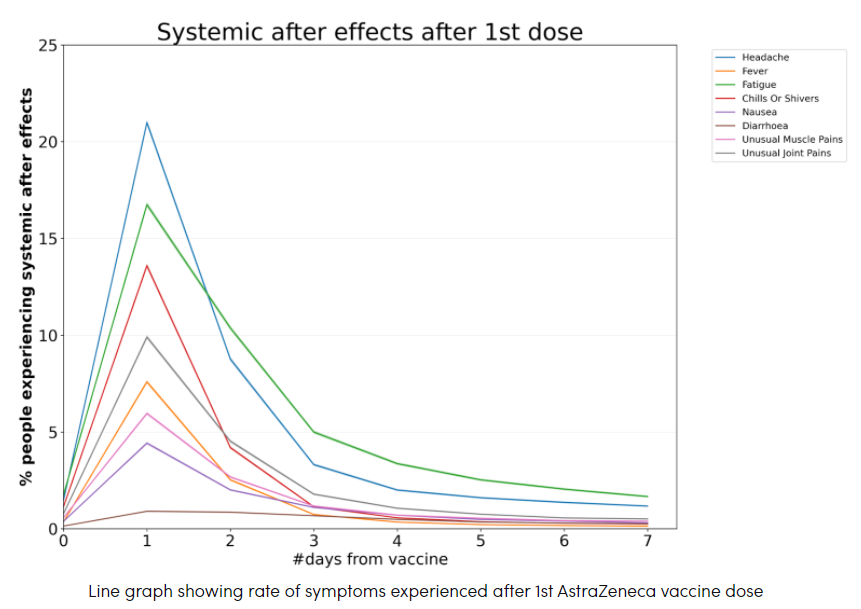 Systemic after effects after 1st dose
% people experiencing systemic after effects
25
20
15
10
5
0
0 1 2 3 4 5 6 7
#days from vaccine
Headache
Fever
Fatigue
Chills Or Shivers
Nausea
Diarrhoea
Unusual Muscle Pains
Unusual Joint Pains
Line graph showing rate of symptoms experienced after 1st AstraZeneca vaccine dose